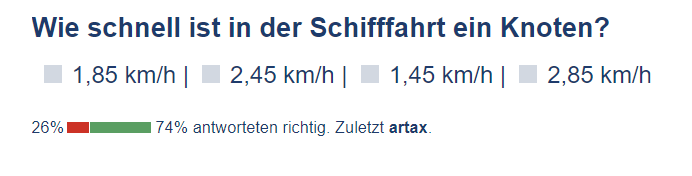 Wie schnell ist in der Schifffahrt ein Knoten?
1,85 km/h | 2,45 km/h | 1,45 km/h | 2,85 km/h
26% 74% antworteten richtig. Zuletzt artax.